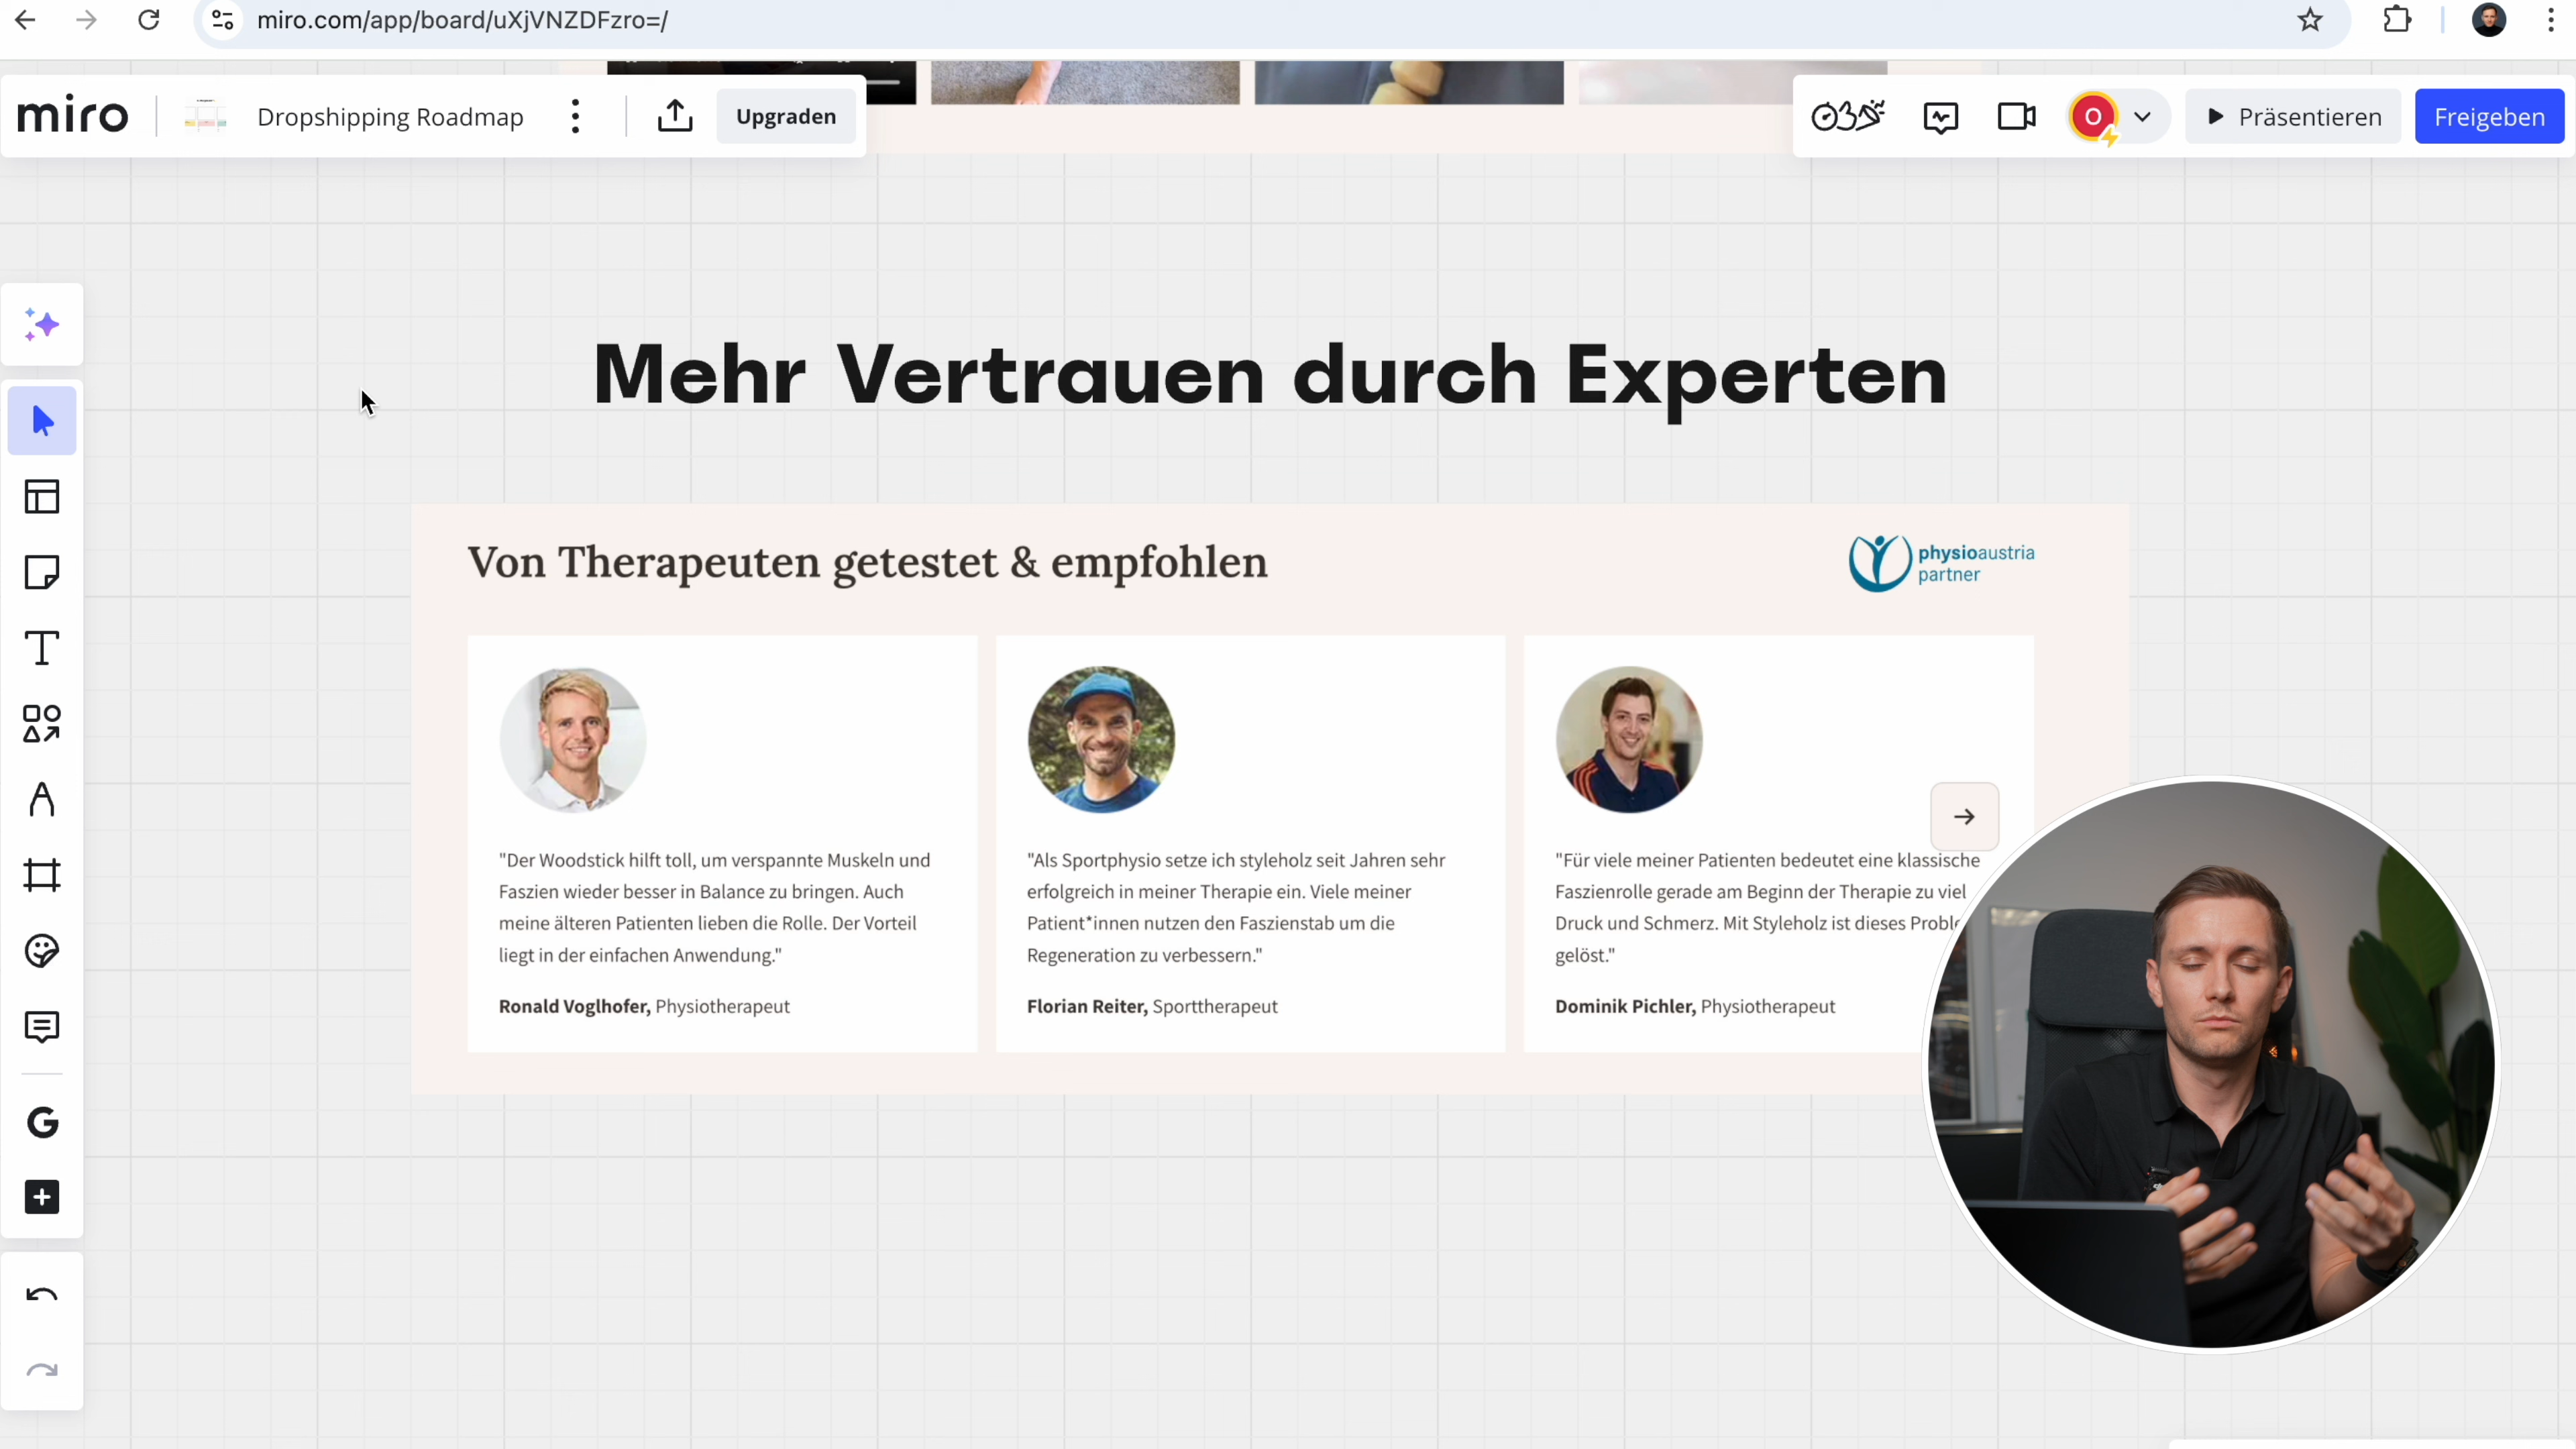 miro.com/app/board/uXjVNZDFzro=/
miro
Dropshipping Roadmap
Upgraden
O
Präsentieren
Freigeben
Mehr Vertrauen durch Experten
Von Therapeuten getestet & empfohlen
physioaustria
partner
"Der Woodstick hilft toll, um verspannte Muskeln und
Faszien wieder besser in Balance zu bringen. Auch
meine älteren Patienten lieben die Rolle. Der Vorteil
liegt in der einfachen Anwendung."
Ronald Voglhofer, Physiotherapeut
"Als Sportphysio setze ich styleholz seit Jahren sehr
erfolgreich in meiner Therapie ein. Viele meiner
Patient*innen nutzen den Faszienstab um die
Regeneration zu verbessern."
Florian Reiter, Sporttherapeut
"Für viele meiner Patienten bedeutet eine klassische
Faszienrolle gerade am Beginn der Therapie zu viel
Druck und Schmerz. Mit Styleholz ist dieses
gelöst."
Dominik Pichler, Physiotherapeut